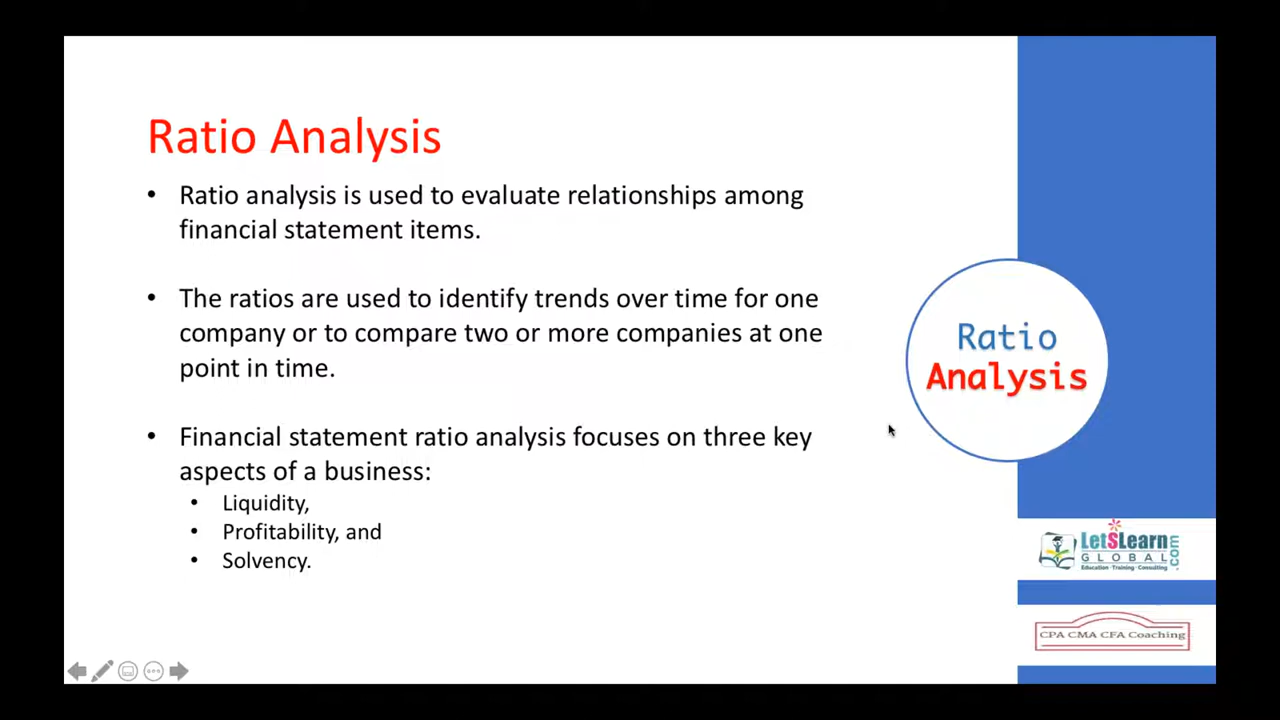 Ratio Analysis
• Ratio analysis is used to evaluate relationships among
financial statement items.
• The ratios are used to identify trends over time for one
company or to compare two or more companies at one
point in time.
• Financial statement ratio analysis focuses on three key
aspects of a business:
• Liquidity,
• Profitability, and
• Solvency.
Ratio
Analysis
LetSLearn
GLOBAL.com
Education - Training - Consulting
CPA CMA CFA Coaching